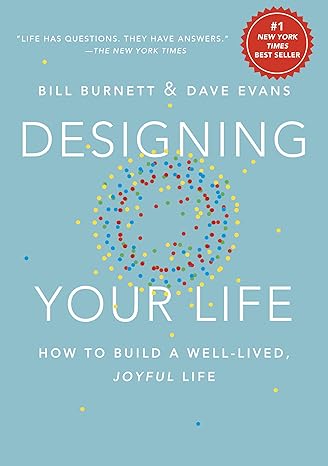 "LIFE HAS QUESTIONS. THEY HAVE ANSWERS."
—THE NEW YORK TIMES
#1
NEW YORK
TIMES
BEST SELLER
BILL BURNETT & DAVE EVANS
DESIGNING
YOUR LIFE
HOW TO BUILD A WELL-LIVED,
JOYFUL LIFE